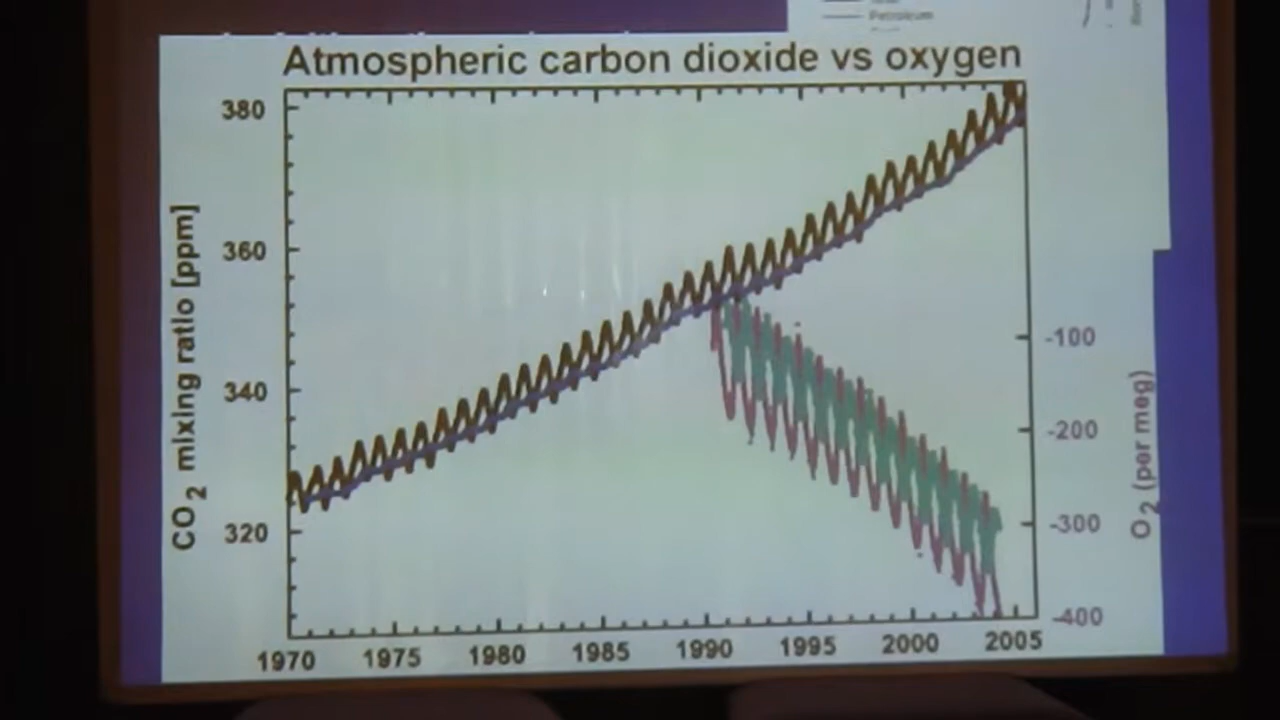 Petroleum
Atmospheric carbon dioxide vs oxygen
CO2 mixing ratio [ppm]
380
360
340
320
-100
-200
-300
-400
O2 (per meg)
1970 1975 1980 1985 1990 1995 2000 2005